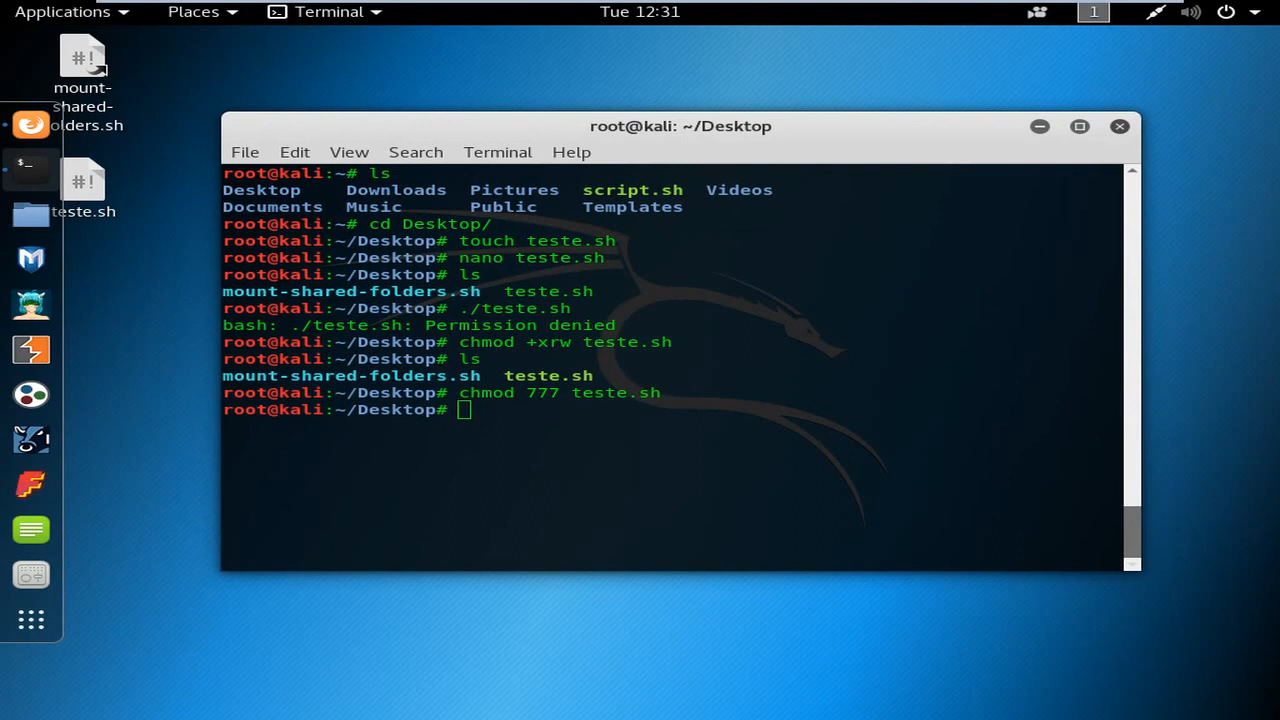 Applications Places Terminal Tue 12:31 1
#!
mount-
shared-
olders.sh
#!
teste.sh
root@kali: ~/Desktop
File Edit View Search Terminal Help
root@kali:~# ls
Desktop Downloads Pictures script.sh Videos
Documents Music Public Templates
root@kali:~# cd Desktop/
root@kali:~/Desktop# touch teste.sh
root@kali:~/Desktop# nano teste.sh
root@kali:~/Desktop# ls
mount-shared-folders.sh teste.sh
root@kali:~/Desktop# ./teste.sh
bash: ./teste.sh: Permission denied
root@kali:~/Desktop# chmod +xrw teste.sh
root@kali:~/Desktop# ls
mount-shared-folders.sh teste.sh
root@kali:~/Desktop# chmod 777 teste.sh
root@kali:~/Desktop#